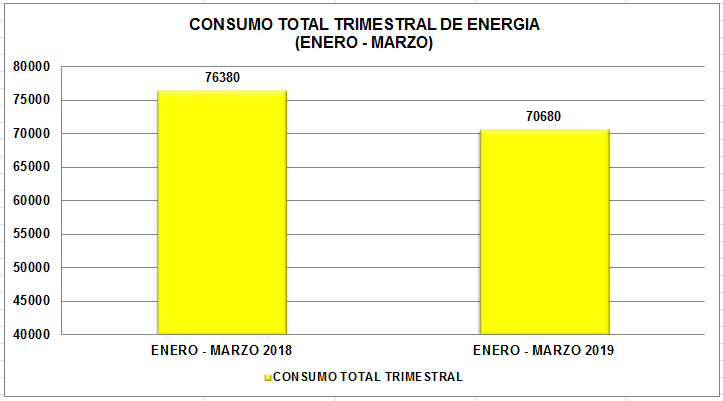 CONSUMO TOTAL TRIMESTRAL DE ENERGIA
(ENERO - MARZO)
80000
75000
70000
65000
60000
55000
50000
45000
40000
76380
70680
ENERO - MARZO 2018
ENERO - MARZO 2019
CONSUMO TOTAL TRIMESTRAL